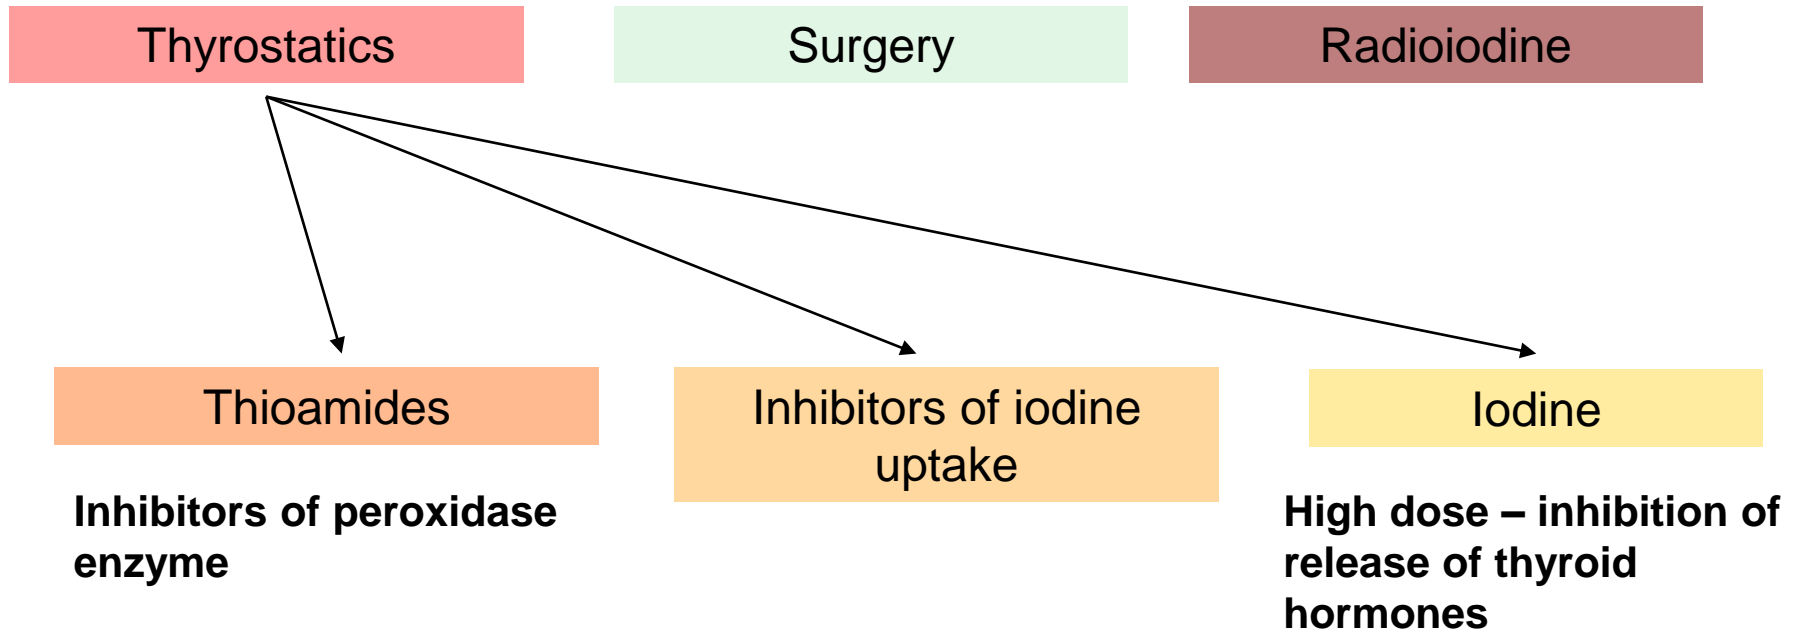 Thyrostatics
Surgery
Radioiodine
Thioamides
Inhibitors of iodine
uptake
Iodine
Inhibitors of peroxidase
enzyme
High dose – inhibition of
release of thyroid
hormones